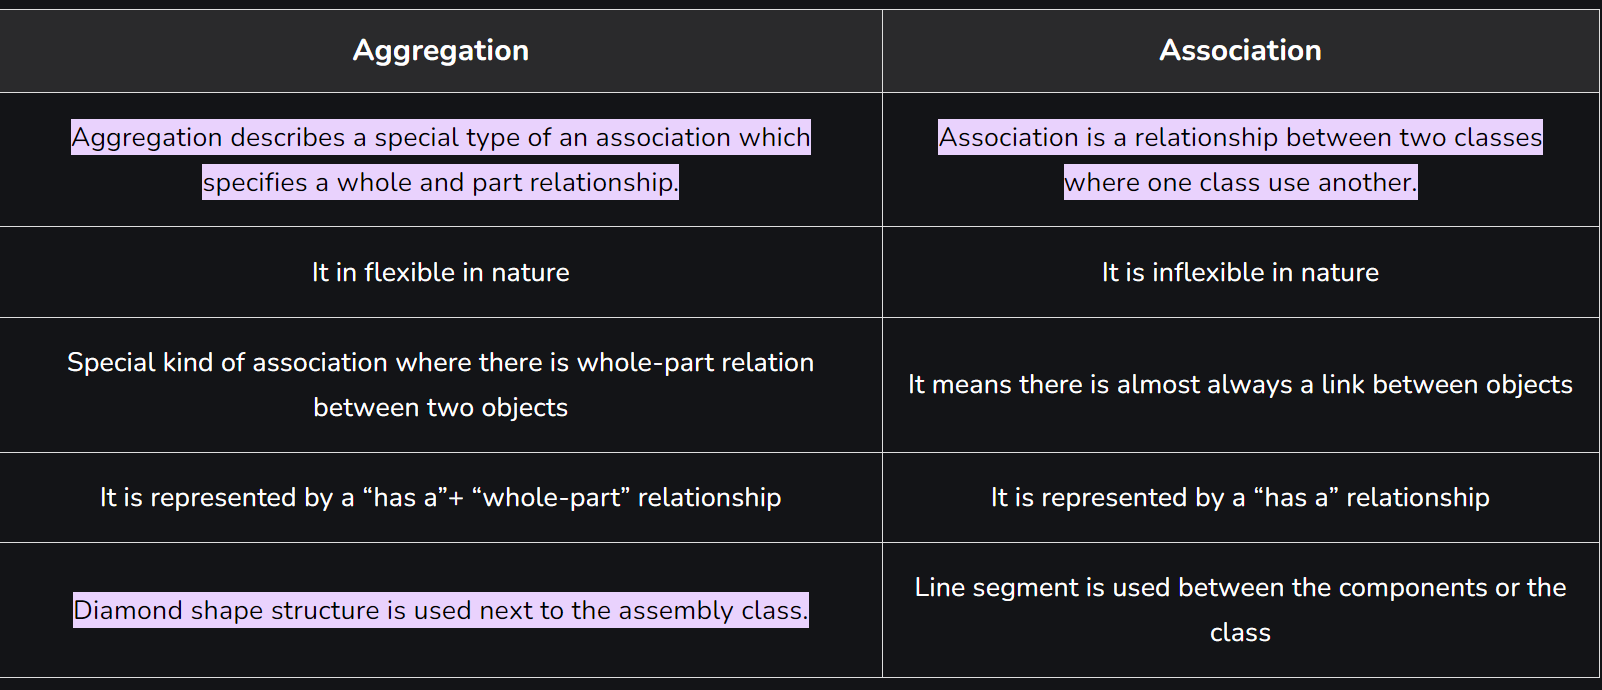 Aggregation
Association
Aggregation describes a special type of an association which
specifies a whole and part relationship.
Association is a relationship between two classes
where one class use another.
It in flexible in nature
It is inflexible in nature
Special kind of association where there is whole-part relation
between two objects
It means there is almost always a link between objects
It is represented by a “has a”+ “whole-part” relationship
It is represented by a “has a” relationship
Diamond shape structure is used next to the assembly class.
Line segment is used between the components or the
class